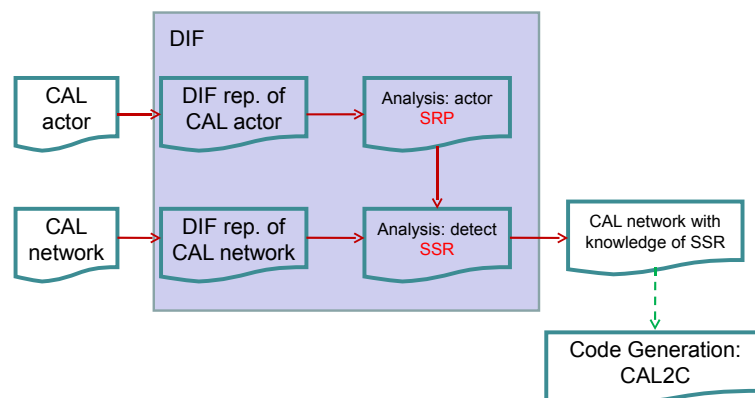 DIF
CAL
actor
DIF rep. of
CAL actor
Analysis: actor
SRP
CAL
network
DIF rep. of
CAL network
Analysis: detect
SSR
CAL network with
knowledge of SSR
Code Generation:
CAL2C